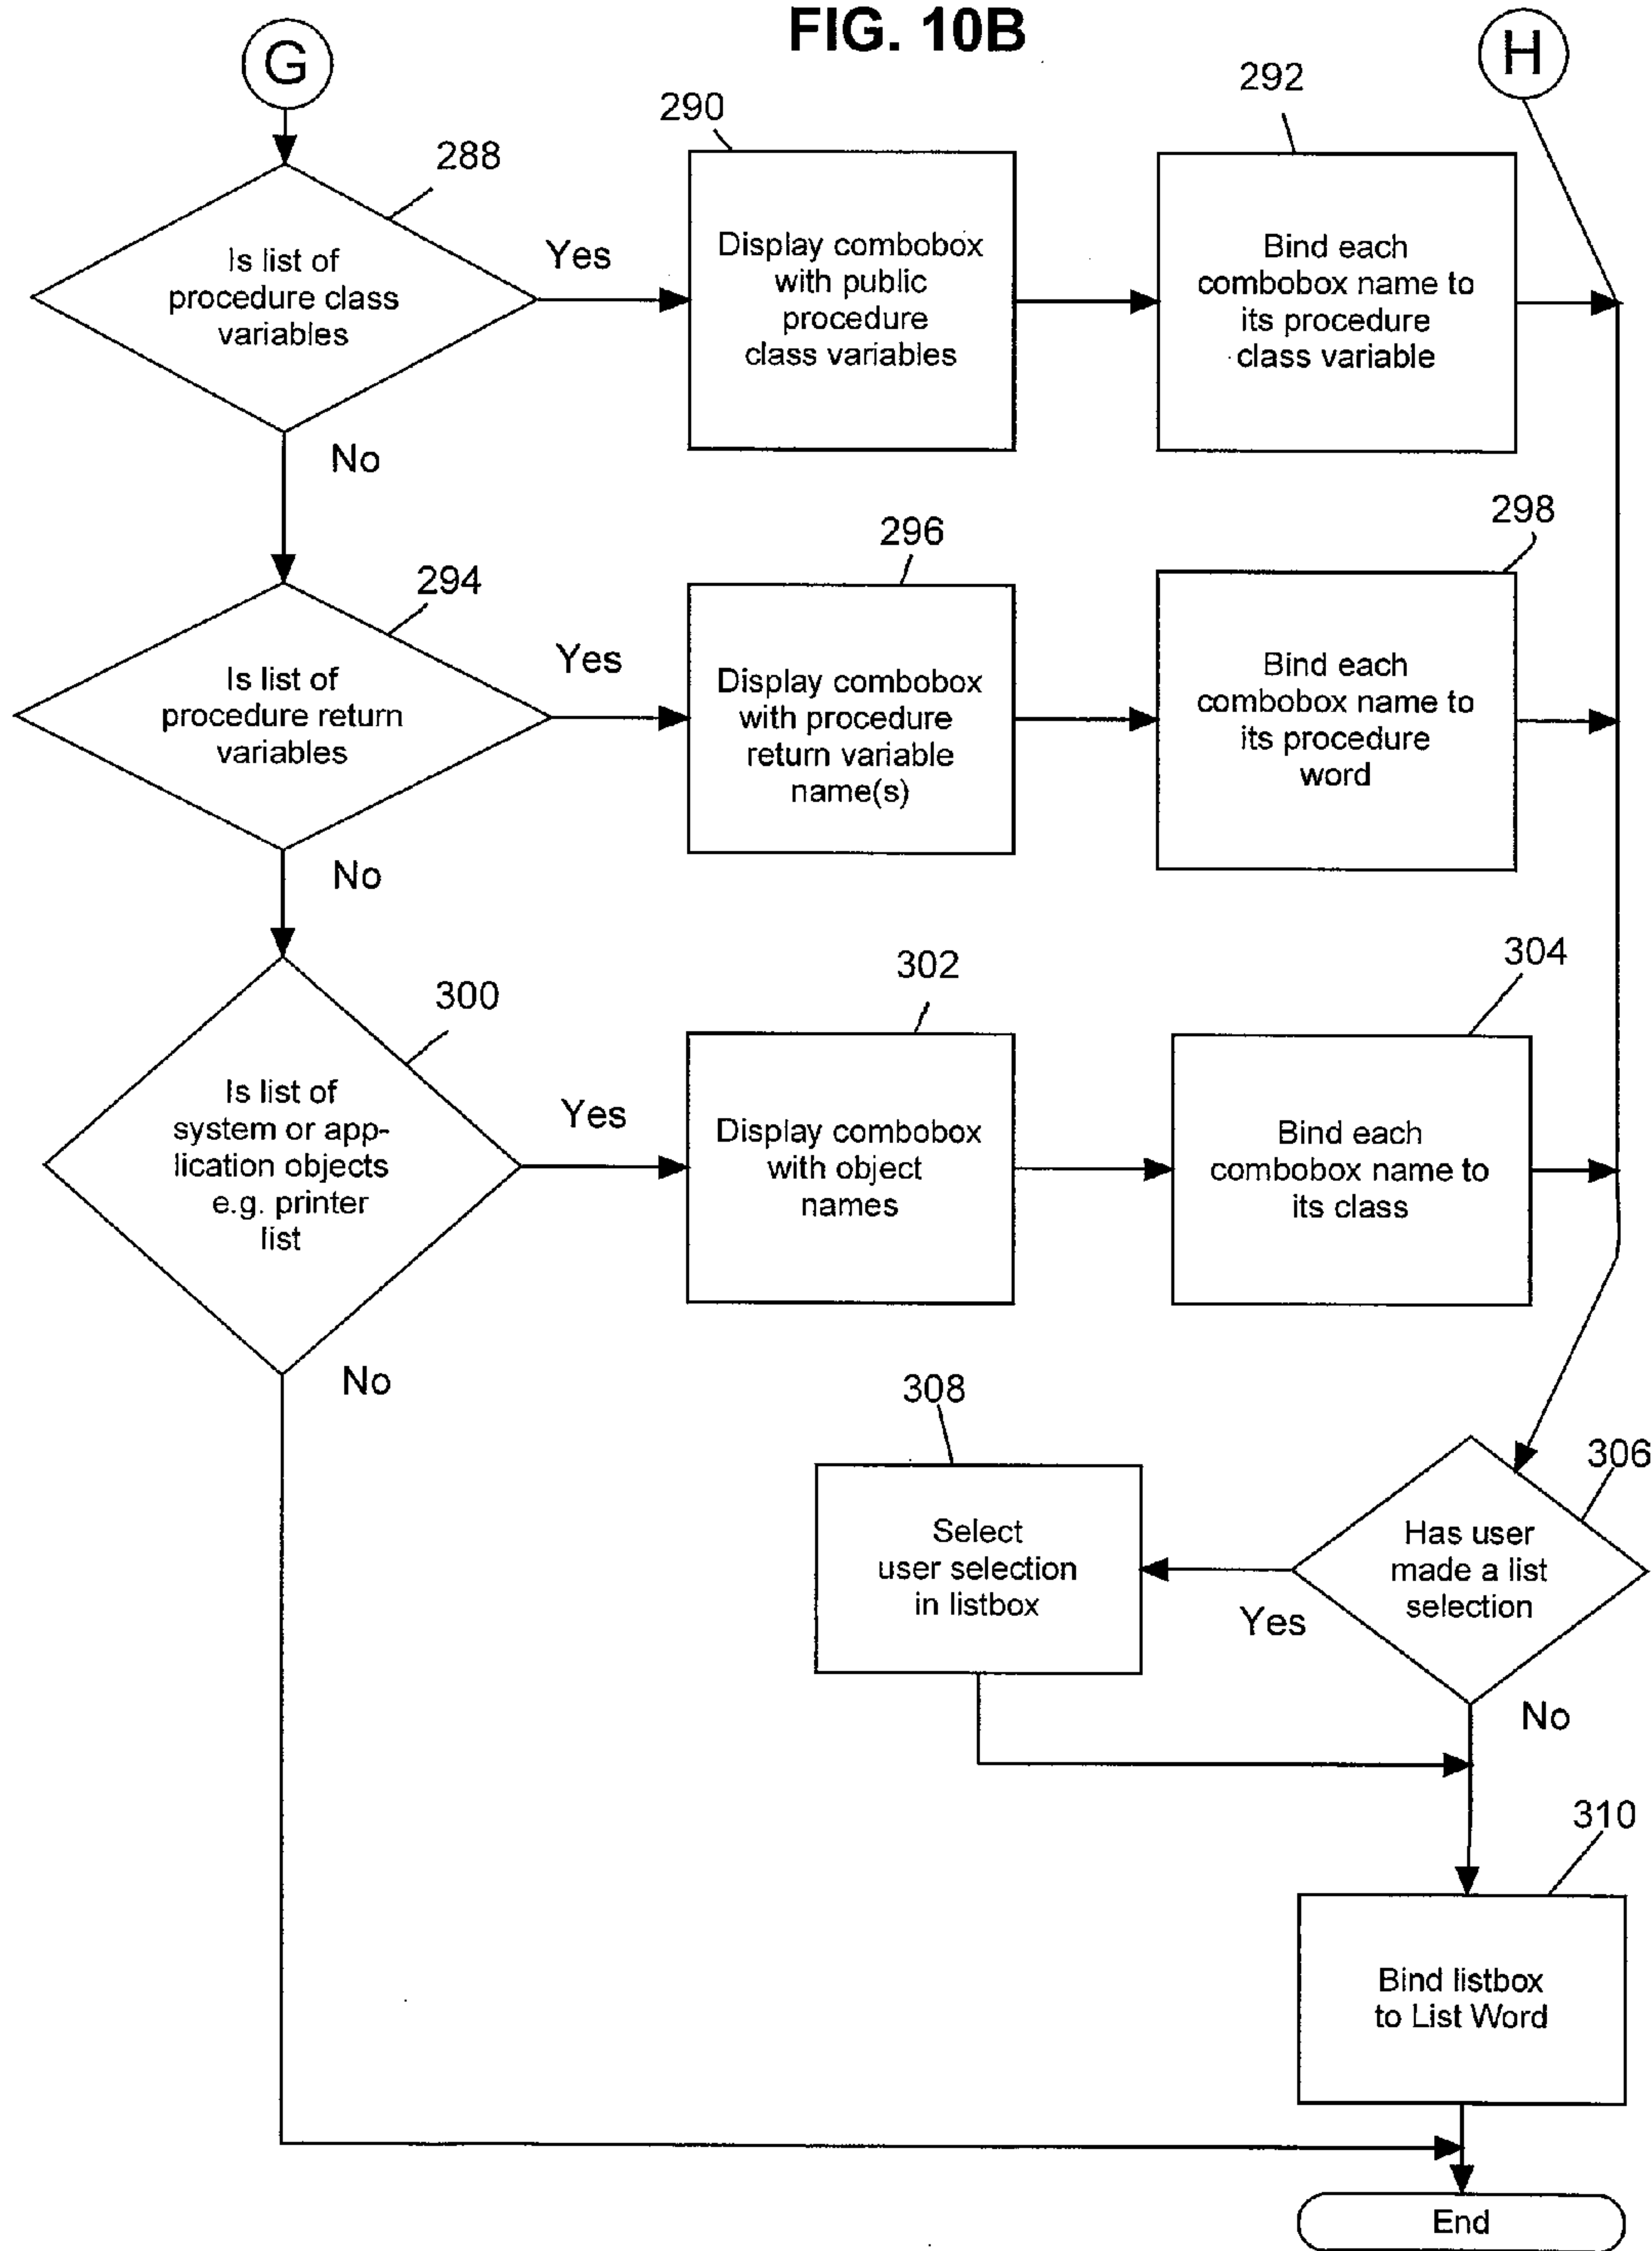 FIG. 10B
G
H
288
Is list of
procedure class
variables
Yes
No
290
Display combobox
with public
procedure
class variables
292
Bind each
combobox name to
its procedure
class variable
294
Is list of
procedure return
variables
Yes
No
296
Display combobox
with procedure
return variable
name(s)
298
Bind each
combobox name to
its procedure
word
300
Is list of
system or app-
lication objects
e.g. printer
list
Yes
No
302
Display combobox
with object
names
304
Bind each
combobox name to
its class
306
Has user
made a list
selection
Yes
No
308
Select
user selection
in listbox
310
Bind listbox
to List Word
End